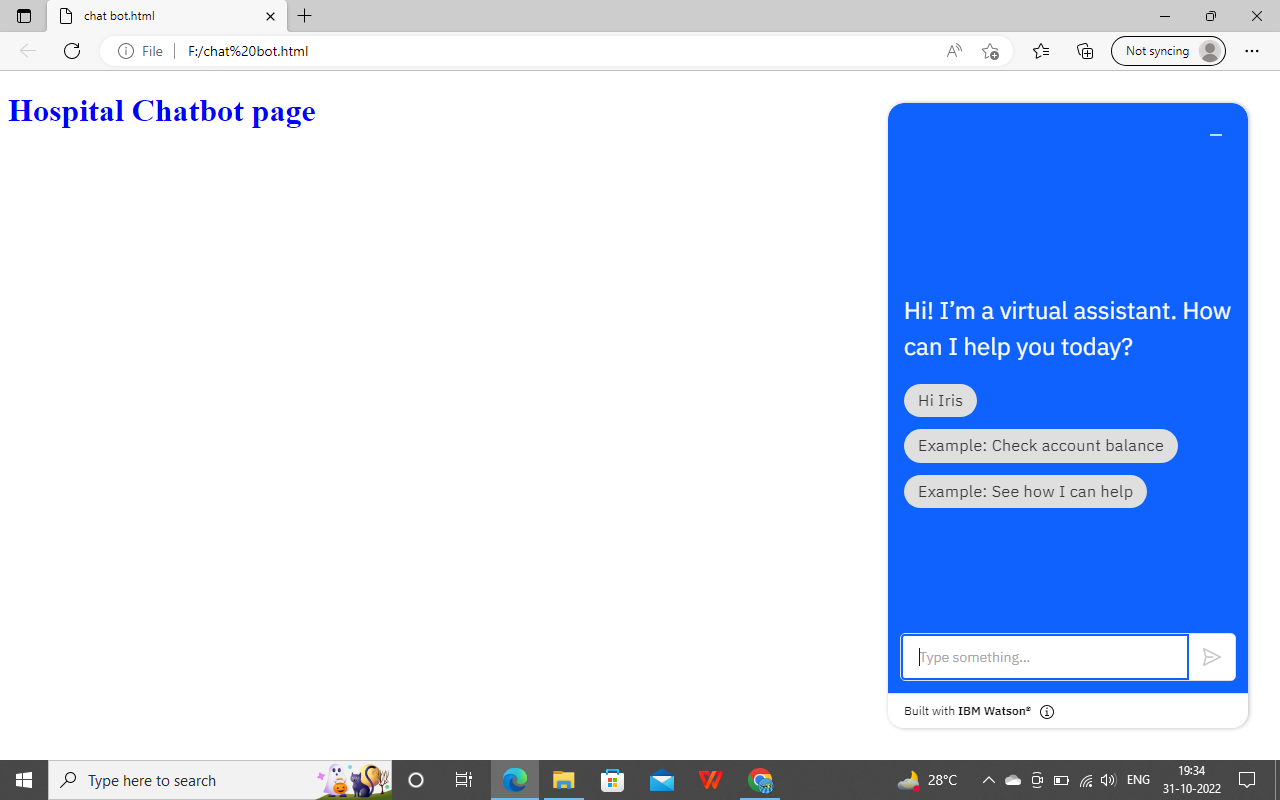 chat bot.html
File
F:/chat%20bot.html
Not syncing
Hospital Chatbot page
Hi! I’m a virtual assistant. How
can I help you today?
Hi Iris
Example: Check account balance
Example: See how I can help
Type something...
Built with IBM Watson®
Type here to search
28°C
ENG
19:34
31-10-2022